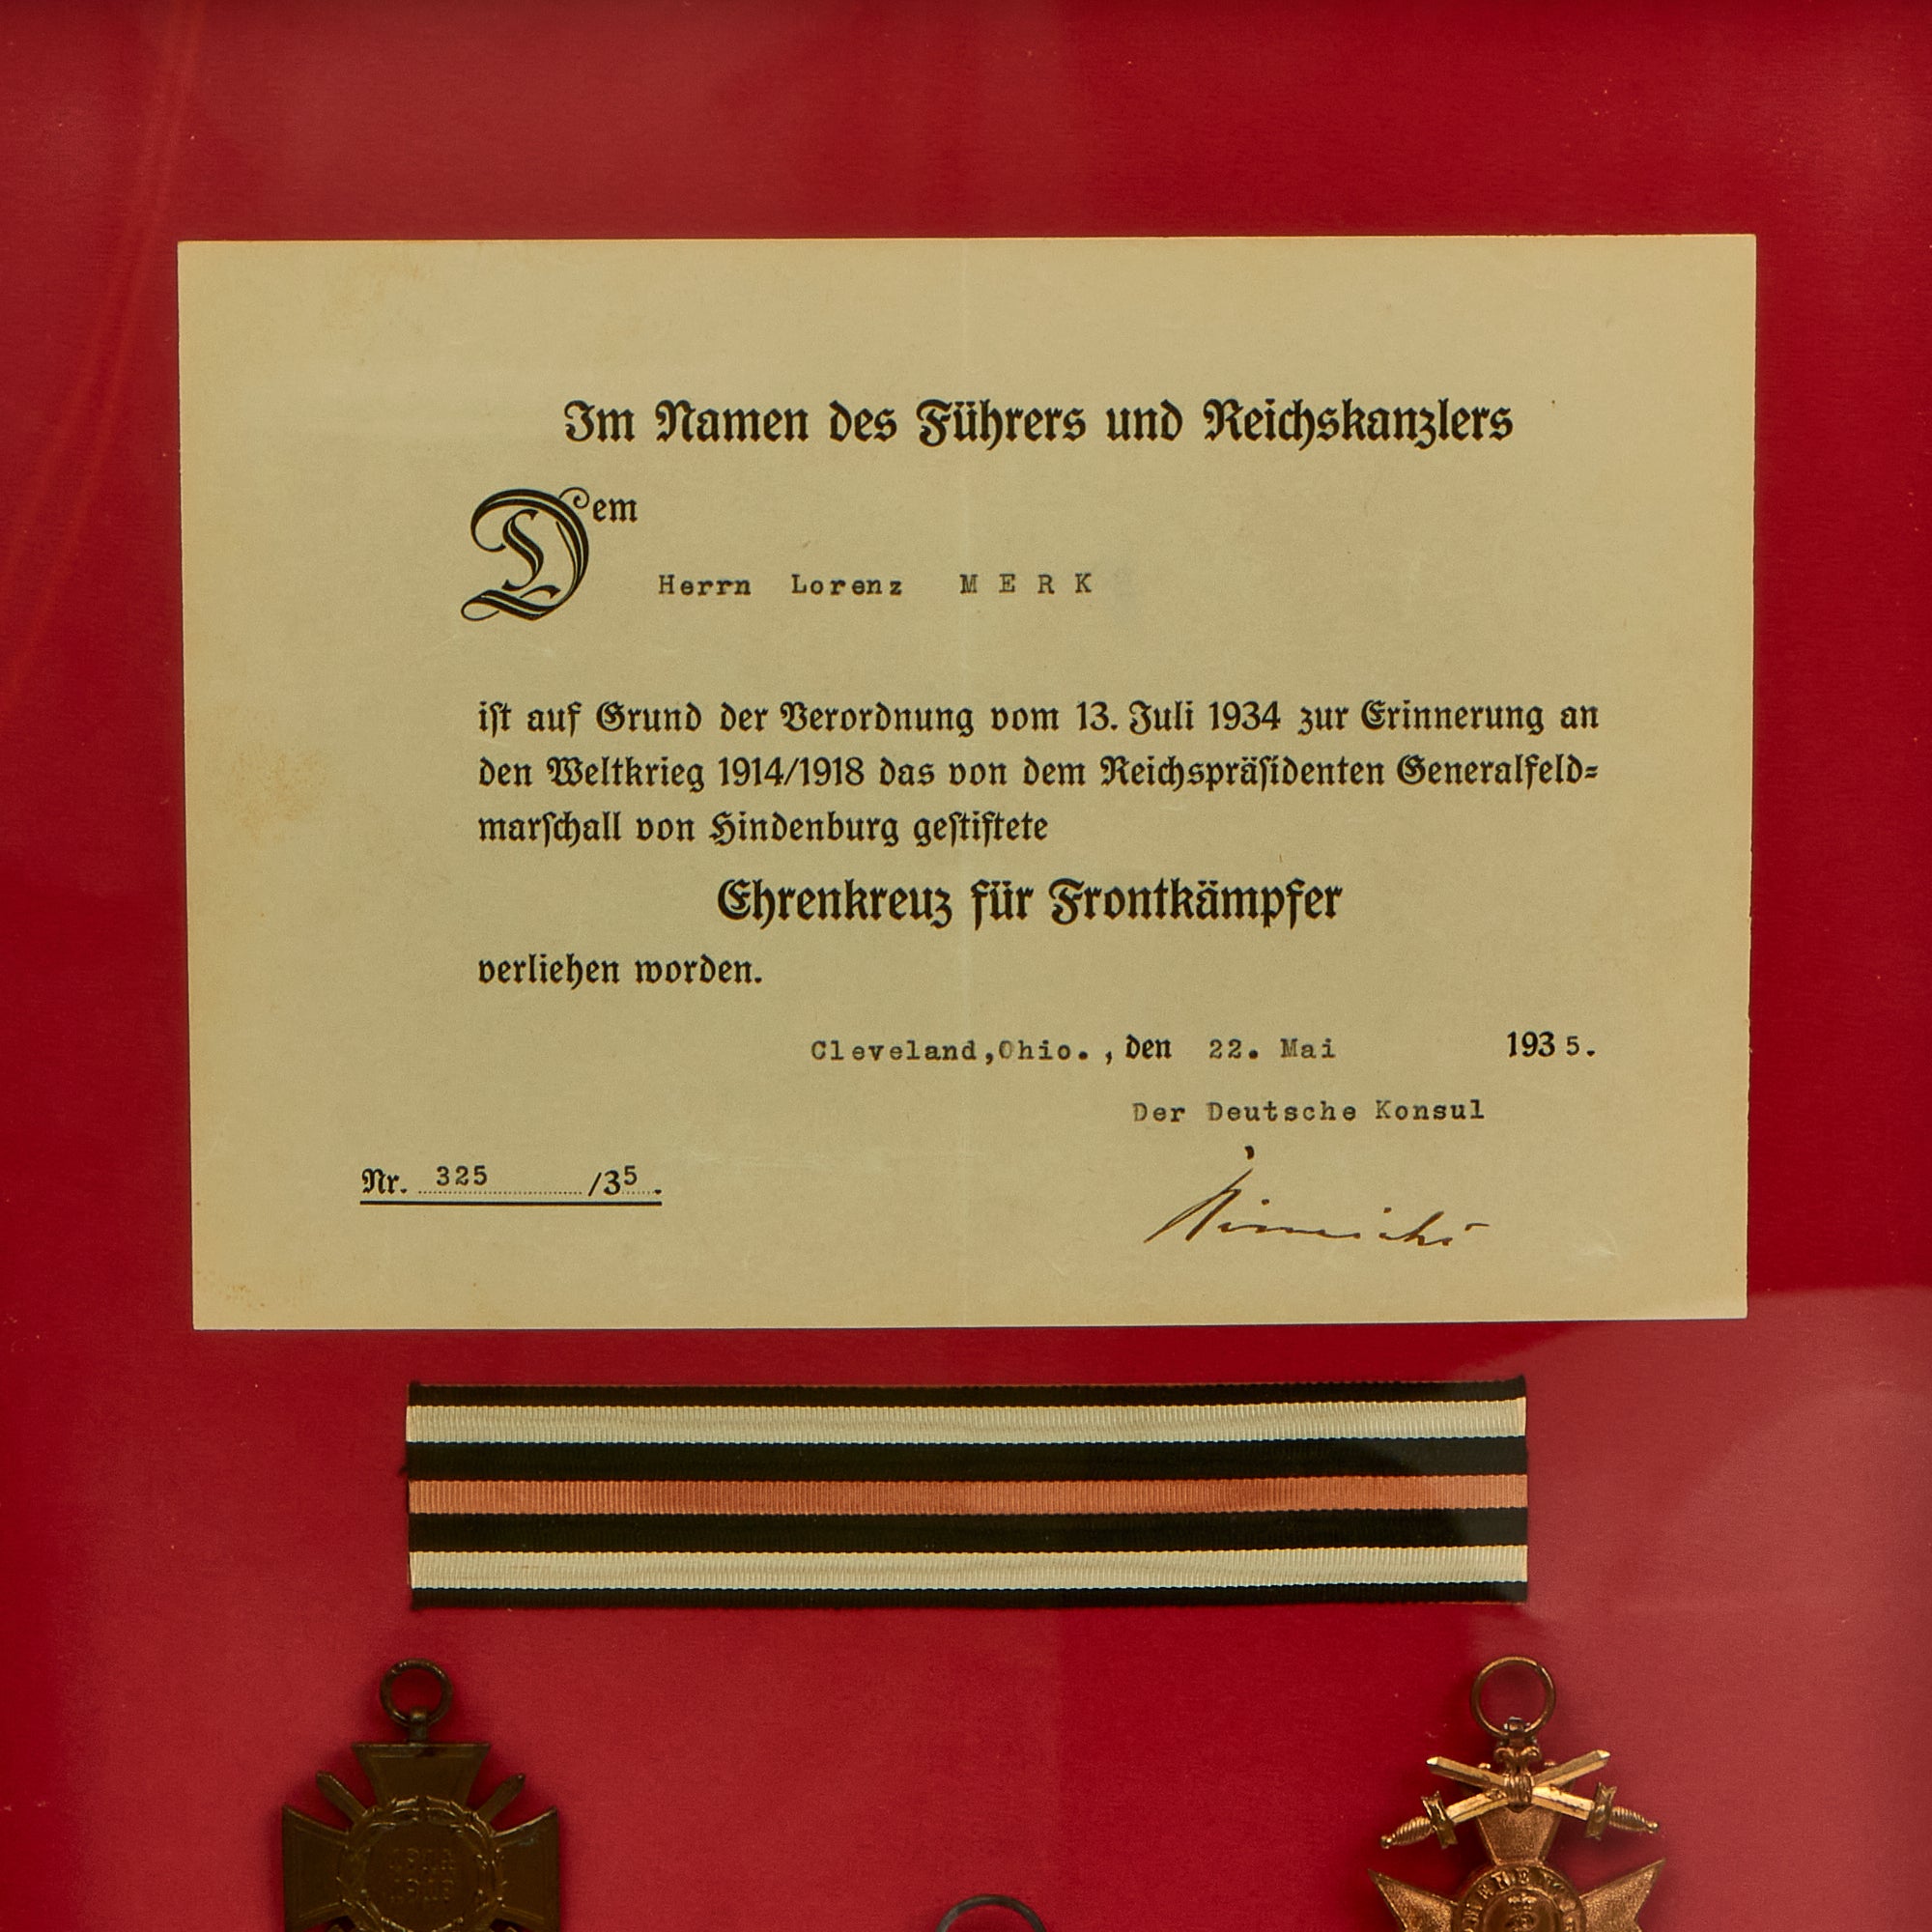 Im Namen des Führers und Reichskanzlers
Dem
Herrn Lorenz MERK
ist auf Grund der Verordnung vom 13. Juli 1934 zur Erinnerung an
den Weltkrieg 1914/1918 das von dem Reichspräsidenten Generalfeld=
marschall von Hindenburg gestiftete
Ehrenkreuz für Frontkämpfer
verliehen worden.
Cleveland,Ohio., den 22. Mai 1935.
Der Deutsche Konsul
Nr. 325 /35.
1914
1918